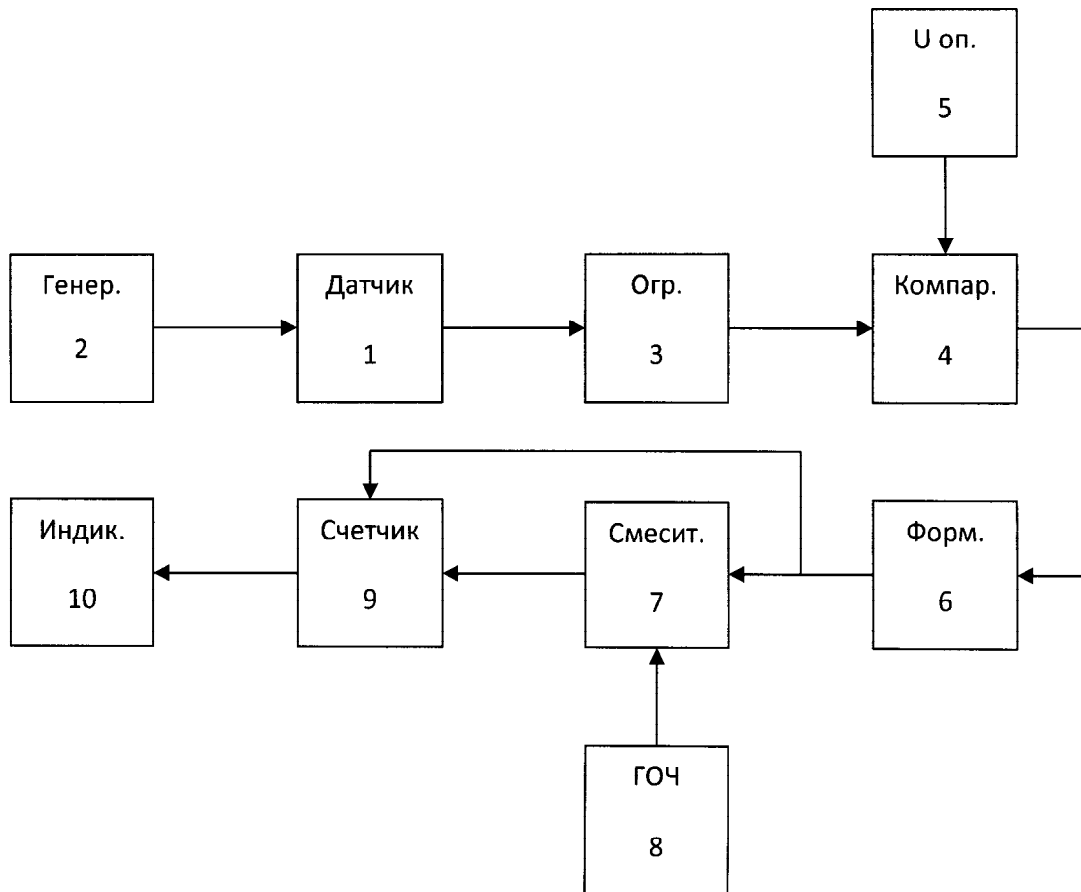 U оп.
5
Генер.
2
Датчик
1
Огр.
3
Компар.
4
Индик.
10
Счетчик
9
Смесит.
7
Форм.
6
ГОЧ
8